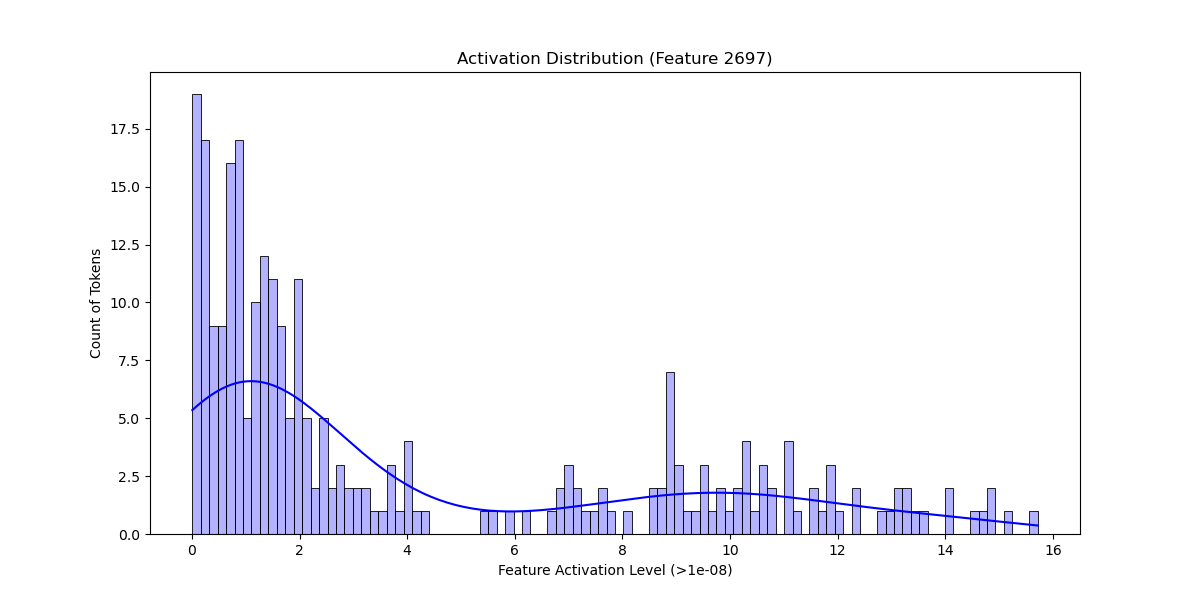 Activation Distribution (Feature 2697)
Count of Tokens
17.5
15.0
12.5
10.0
7.5
5.0
2.5
0.0
0 2 4 6 8 10 12 14 16
Feature Activation Level (>1e-08)